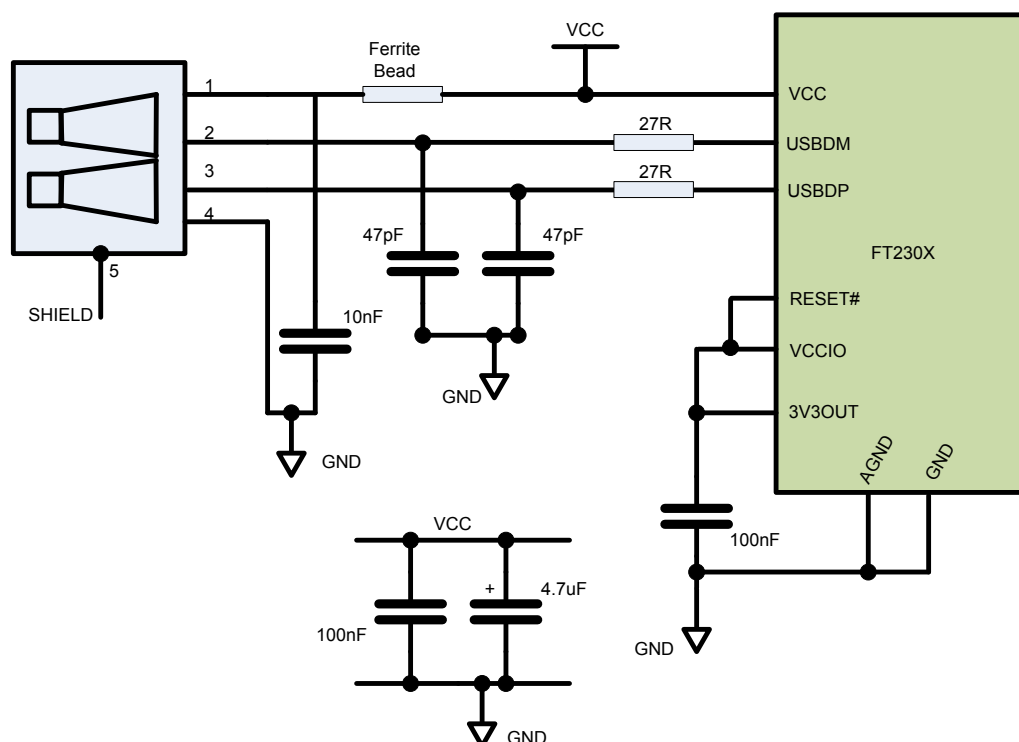 VCC
Ferrite
Bead
1
VCC
27R
2
USBDM
27R
3
USBDP
4
47pF
47pF
FT230X
5
SHIELD
10nF
RESET#
VCCIO
GND
3V3OUT
GND
AGND
GND
VCC
100nF
+
4.7uF
100nF
GND
GND